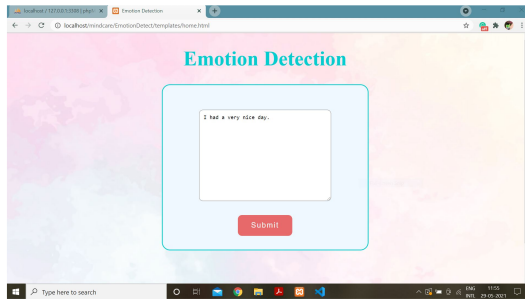 localhost / 127.0.0.1:3308 | php
Emotion Detection
localhost/mindcare/EmotionDetect/templates/home.html
Emotion Detection
I had a very nice day.
Submit
Type here to search
ENG
INTL
11:55
29-05-2021